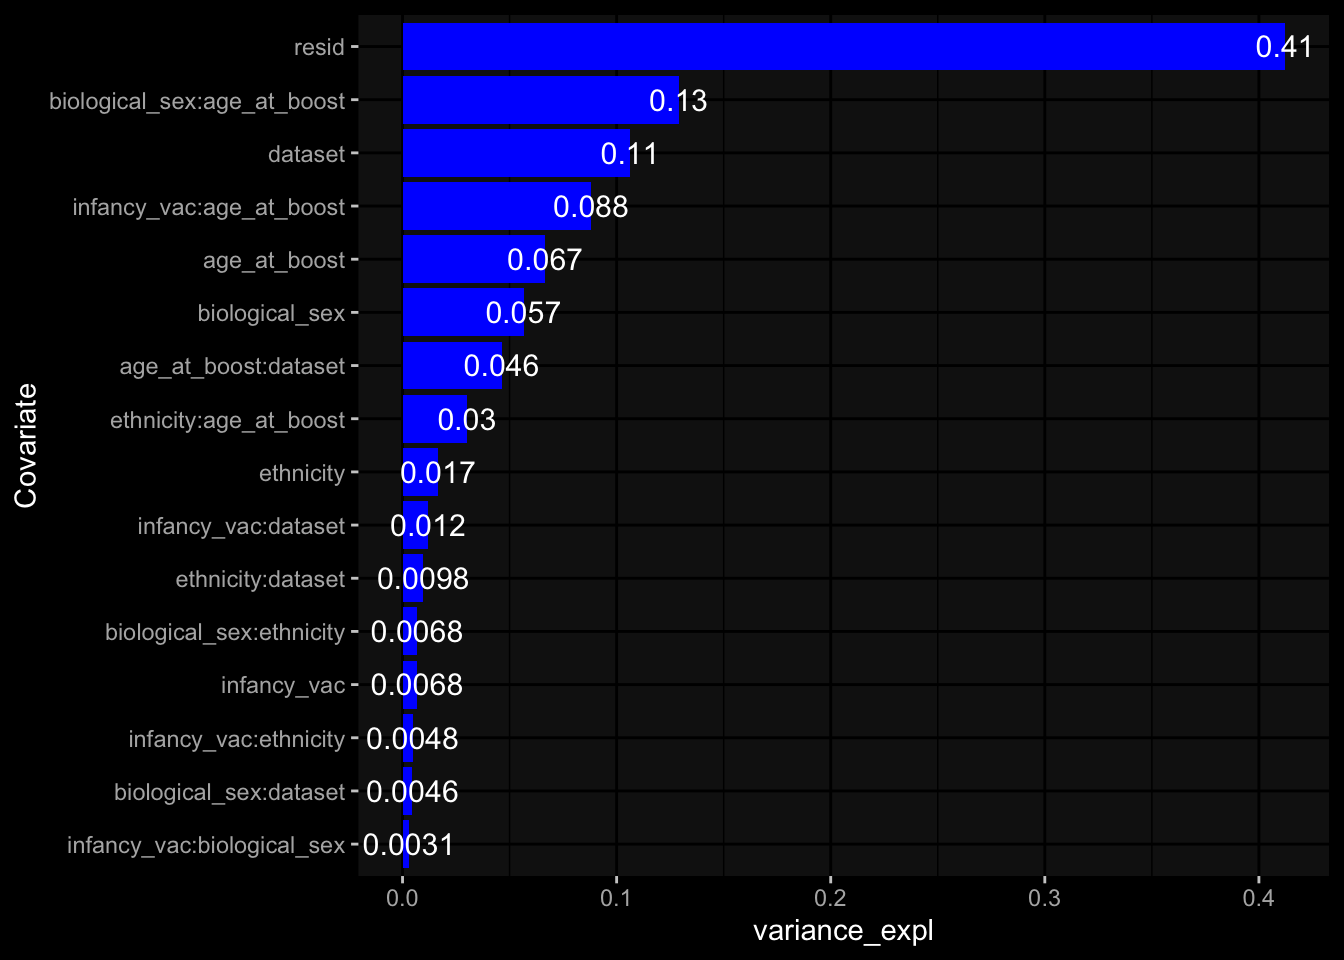 resid
0.41
biological_sex:age_at_boost
0.13
dataset
0.11
infancy_vac:age_at_boost
0.088
age_at_boost
0.067
biological_sex
0.057
age_at_boost:dataset
0.046
ethnicity:age_at_boost
0.03
ethnicity
0.017
infancy_vac:dataset
0.012
ethnicity:dataset
0.0098
biological_sex:ethnicity
0.0068
infancy_vac
0.0068
infancy_vac:ethnicity
0.0048
biological_sex:dataset
0.0046
infancy_vac:biological_sex
0.0031
Covariate
0.0 0.1 0.2 0.3 0.4
variance_expl